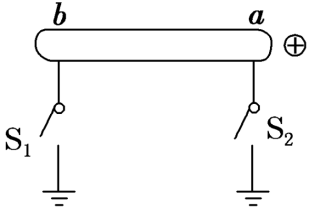 b a ⊕
S₁ S₂